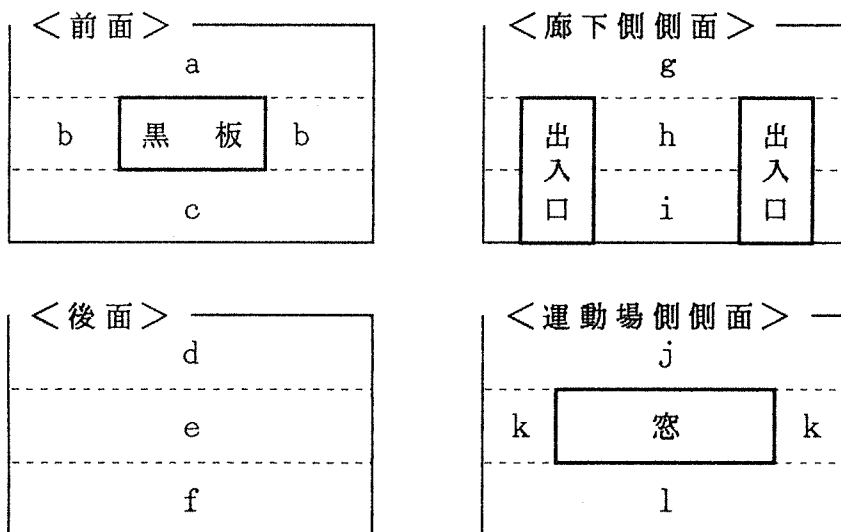 <前面>
a
b 黒板 b
c
<廊下側側面>
g
出入口 h 出入口
i
<後面>
d
e
f
<運動場側側面>
j
k 窓 k
l